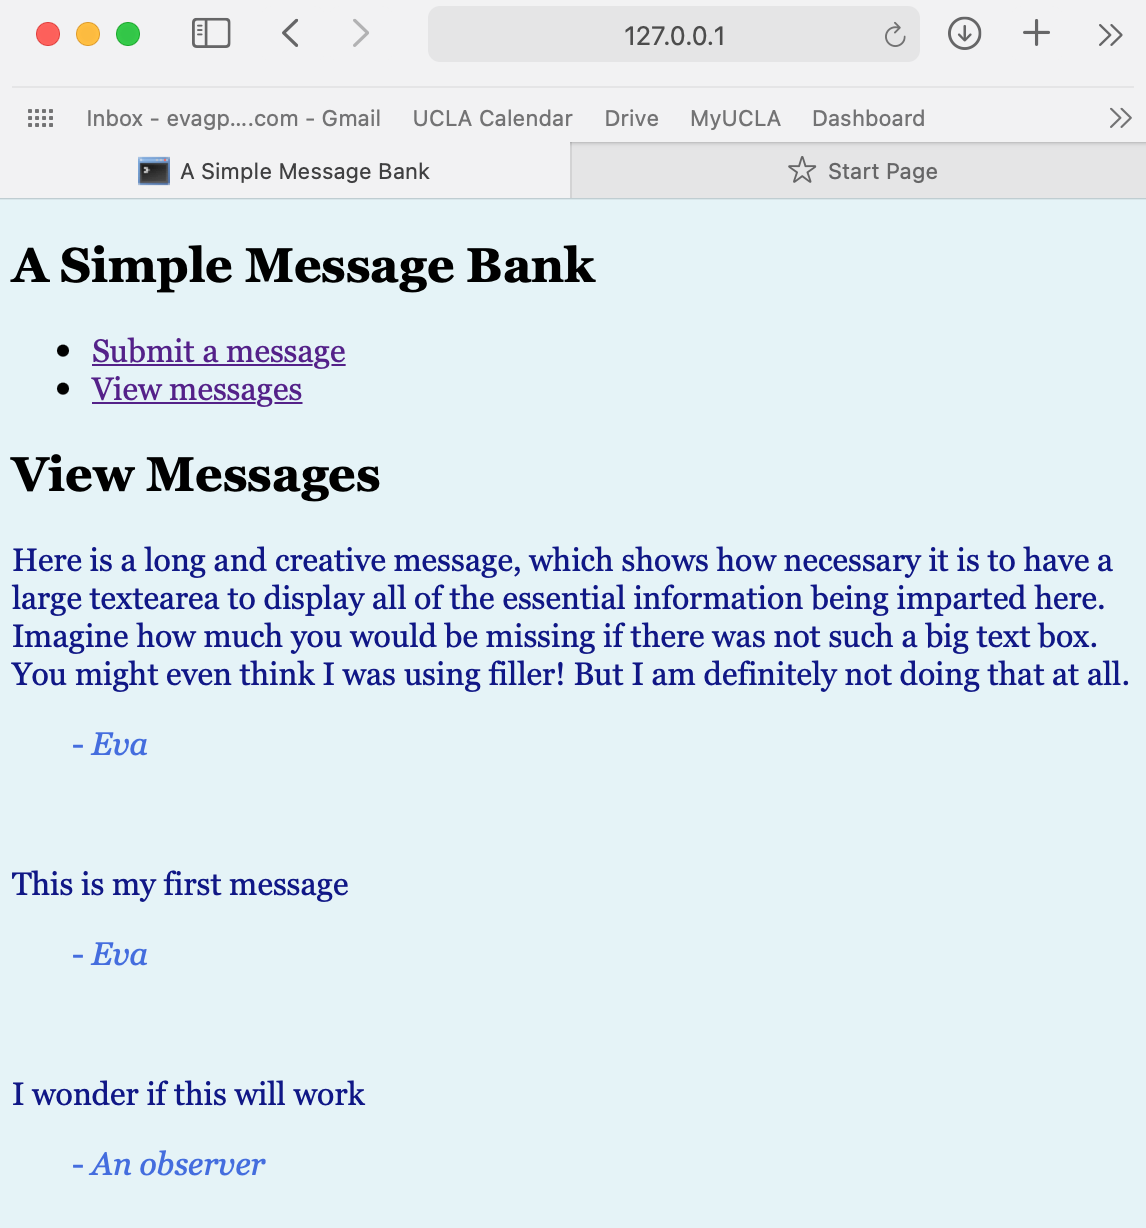 127.0.0.1
Inbox - evagp....com - Gmail
UCLA Calendar
Drive
MyUCLA
Dashboard
A Simple Message Bank
Start Page
A Simple Message Bank
Submit a message
View messages
View Messages
Here is a long and creative message, which shows how necessary it is to have a
large textearea to display all of the essential information being imparted here.
Imagine how much you would be missing if there was not such a big text box.
You might even think I was using filler! But I am definitely not doing that at all.
- Eva
This is my first message
- Eva
I wonder if this will work
- An observer